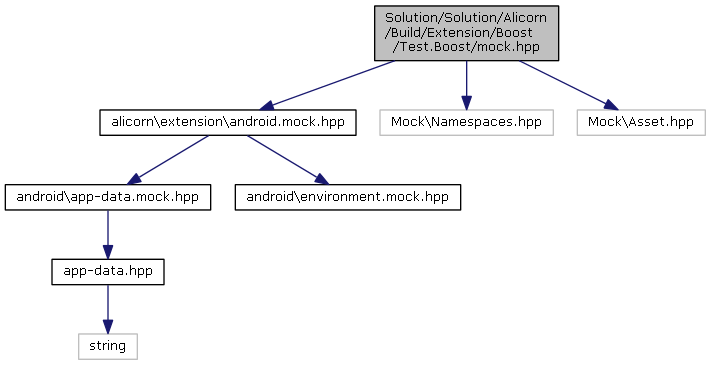 Solution/Solution/Alicorn
/Build/Extension/Boost
/Test.Boost/mock.hpp
alicorn\extension\android.mock.hpp
Mock\Namespaces.hpp
Mock\Asset.hpp
android\app-data.mock.hpp
android\environment.mock.hpp
app-data.hpp
string